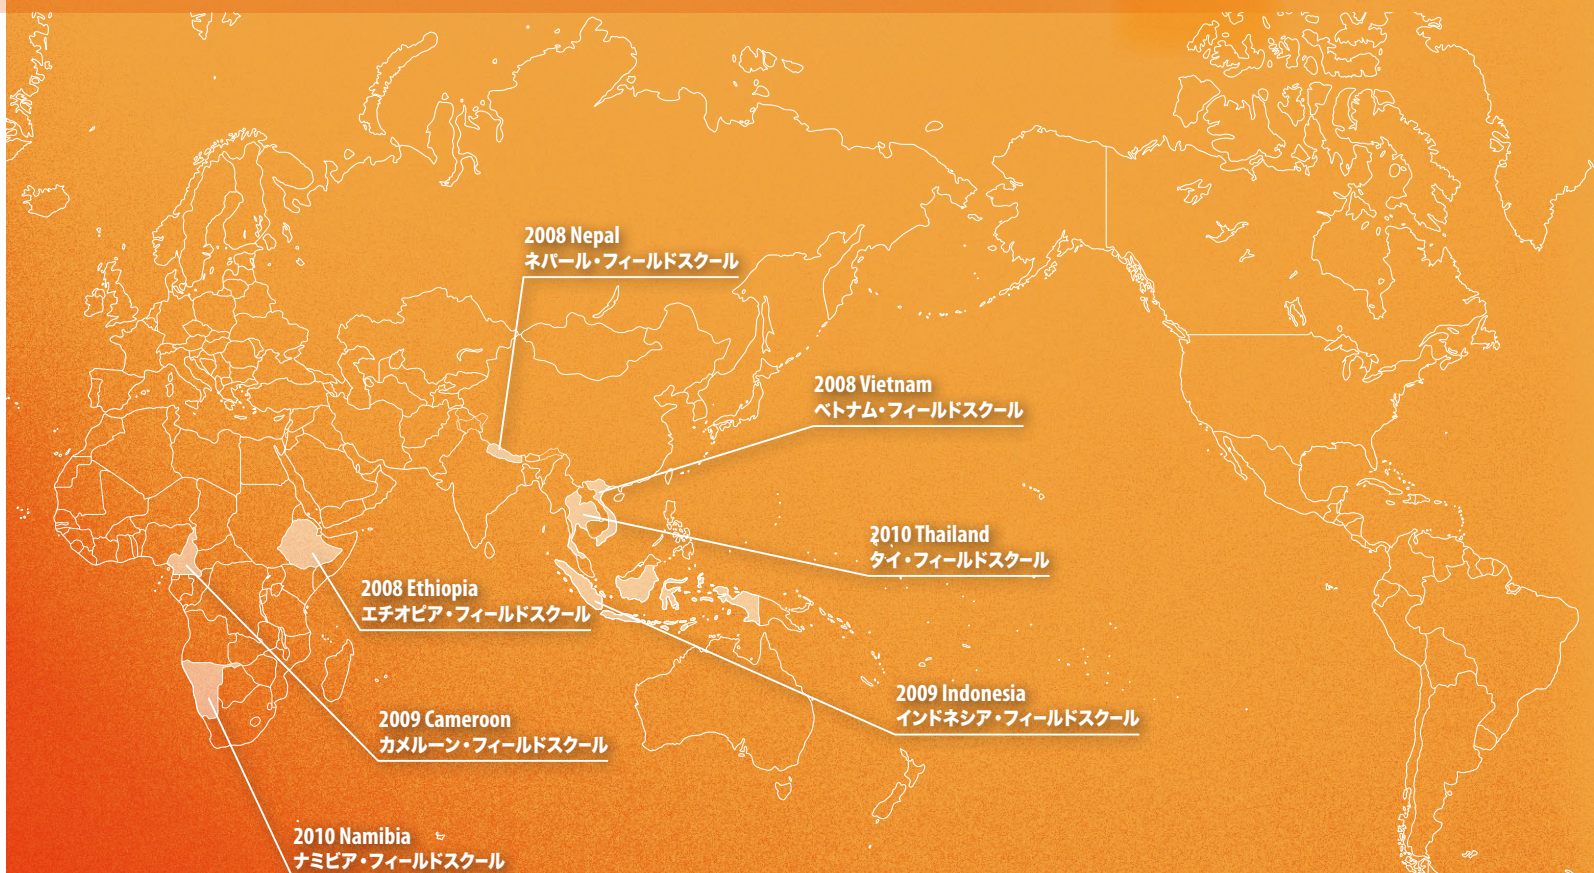 2008 Nepal
ネパール・フィールドスクール
2008 Vietnam
ベトナム・フィールドスクール
2010 Thailand
タイ・フィールドスクール
2008 Ethiopia
エチオピア・フィールドスクール
2009 Indonesia
インドネシア・フィールドスクール
2009 Cameroon
カメルーン・フィールドスクール
2010 Namibia
ナミビア・フィールドスクール